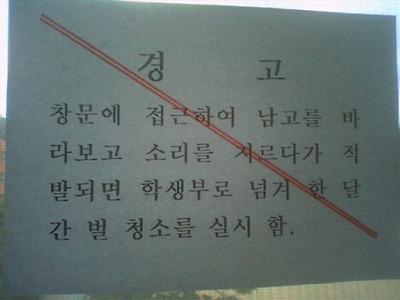 경 고
창문에 접근하여 남고를 바
라보고 소리를 지르다가 적
발되면 학생부로 넘겨 한 달
간 벌 청소를 실시 함.